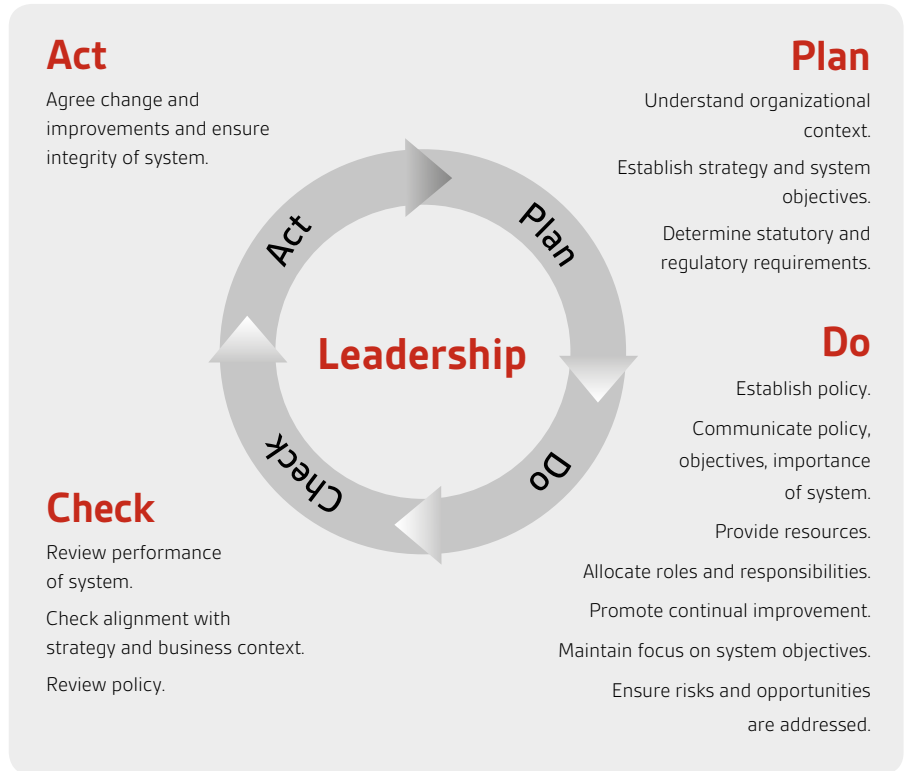 Act
Agree change and
improvements and ensure
integrity of system.
Plan
Understand organizational
context.
Establish strategy and system
objectives.
Determine statutory and
regulatory requirements.
Act
Plan
Leadership
Check
Do
Do
Establish policy.
Communicate policy,
objectives, importance
of system.
Provide resources.
Allocate roles and responsibilities.
Promote continual improvement.
Maintain focus on system objectives.
Ensure risks and opportunities
are addressed.
Check
Review performance
of system.
Check alignment with
strategy and business context.
Review policy.